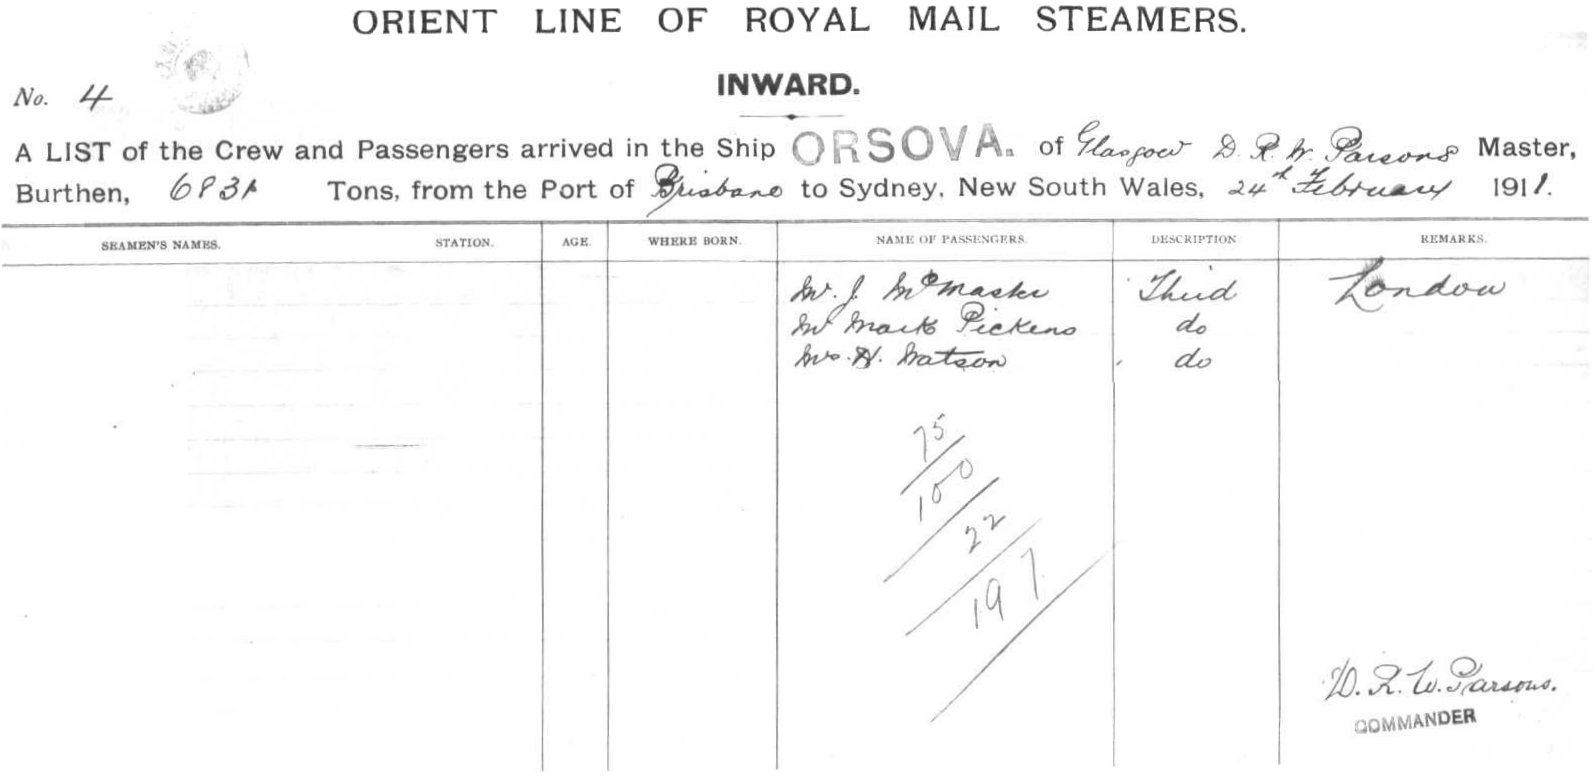 ORIENT LINE OF ROYAL MAIL STEAMERS.
INWARD.
No. 4
A LIST of the Crew and Passengers arrived in the Ship ORSOVA. of Glasgow D. R. W. Parsons Master,
Burthen, 6831 Tons, from the Port of Brisbane to Sydney, New South Wales, 24th February 1911.
SEAMEN'S NAMES. STATION. AGE. WHERE BORN. NAME OF PASSENGERS. DESCRIPTION REMARKS.
Mr. J. McMaster Third London
Mr Mark Pickens do
Mrs. H. Watson do
75
100
22
197
D. R. W. Parsons.
COMMANDER